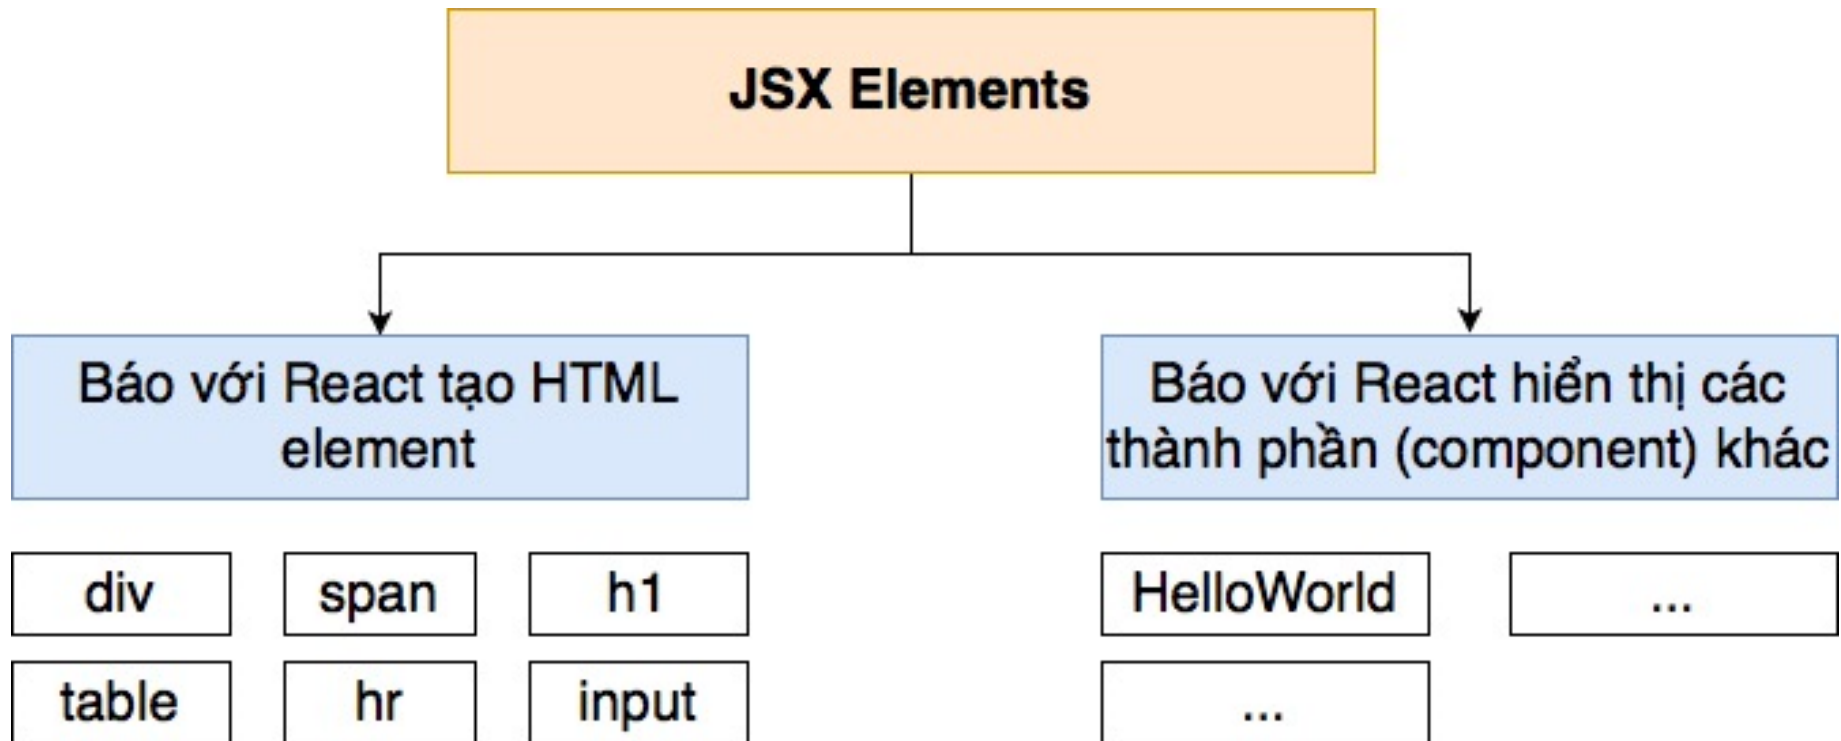 JSX Elements
Báo với React tạo HTML
element
Báo với React hiển thị các
thành phần (component) khác
div
span
h1
HelloWorld
...
table
hr
input
...